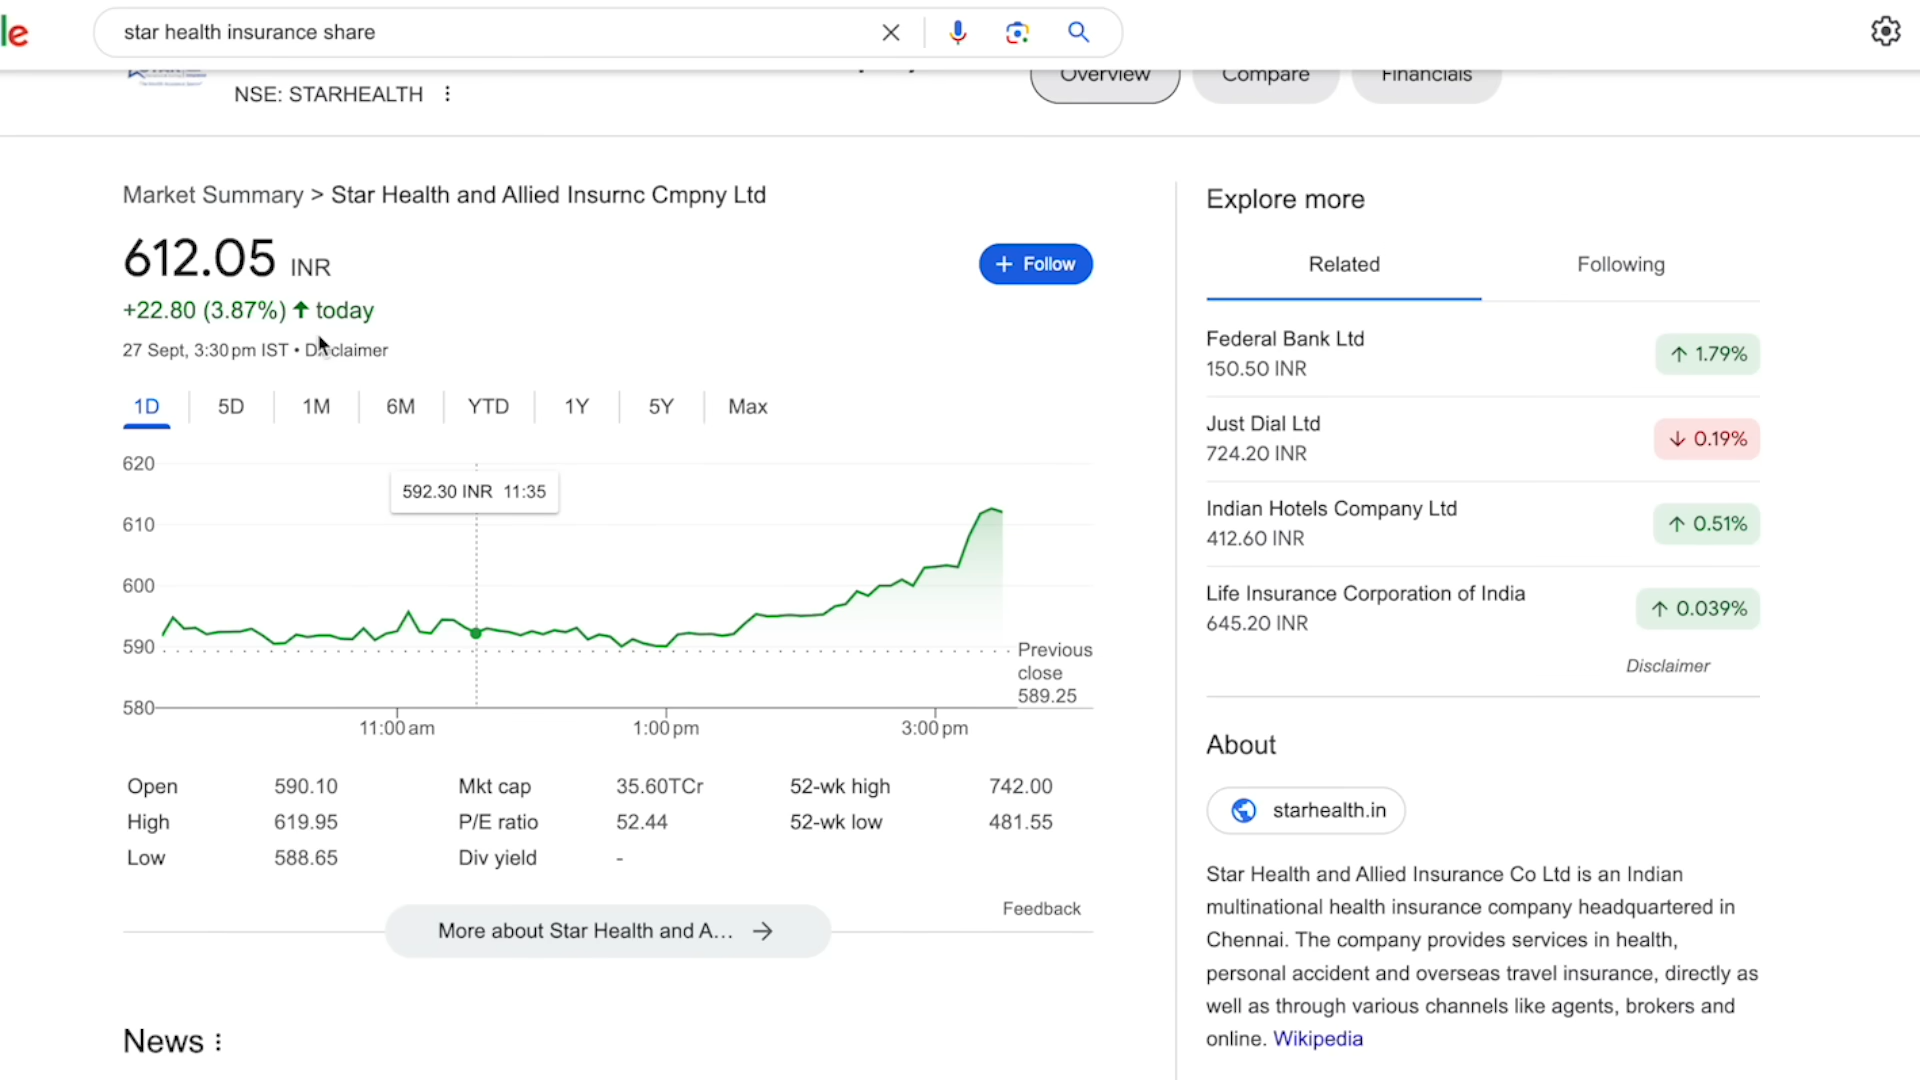 le
star health insurance share
NSE: STARHEALTH
Overview
Compare
Financials
Market Summary > Star Health and Allied Insurnc Cmpny Ltd
612.05 INR
+ Follow
+22.80 (3.87%) ↑ today
27 Sept, 3:30 pm IST • Disclaimer
1D
5D
1M
6M
YTD
1Y
5Y
Max
620
592.30 INR 11:35
610
600
590
Previous
close
589.25
580
11:00 am
1:00 pm
3:00 pm
Open 590.10 Mkt cap 35.60TCr 52-wk high 742.00
High 619.95 P/E ratio 52.44 52-wk low 481.55
Low 588.65 Div yield -
Feedback
More about Star Health and A... →
News
Explore more
Related
Following
Federal Bank Ltd
150.50 INR
↑ 1.79%
Just Dial Ltd
724.20 INR
↓ 0.19%
Indian Hotels Company Ltd
412.60 INR
↑ 0.51%
Life Insurance Corporation of India
645.20 INR
↑ 0.039%
Disclaimer
About
starhealth.in
Star Health and Allied Insurance Co Ltd is an Indian
multinational health insurance company headquartered in
Chennai. The company provides services in health,
personal accident and overseas travel insurance, directly as
well as through various channels like agents, brokers and
online. Wikipedia